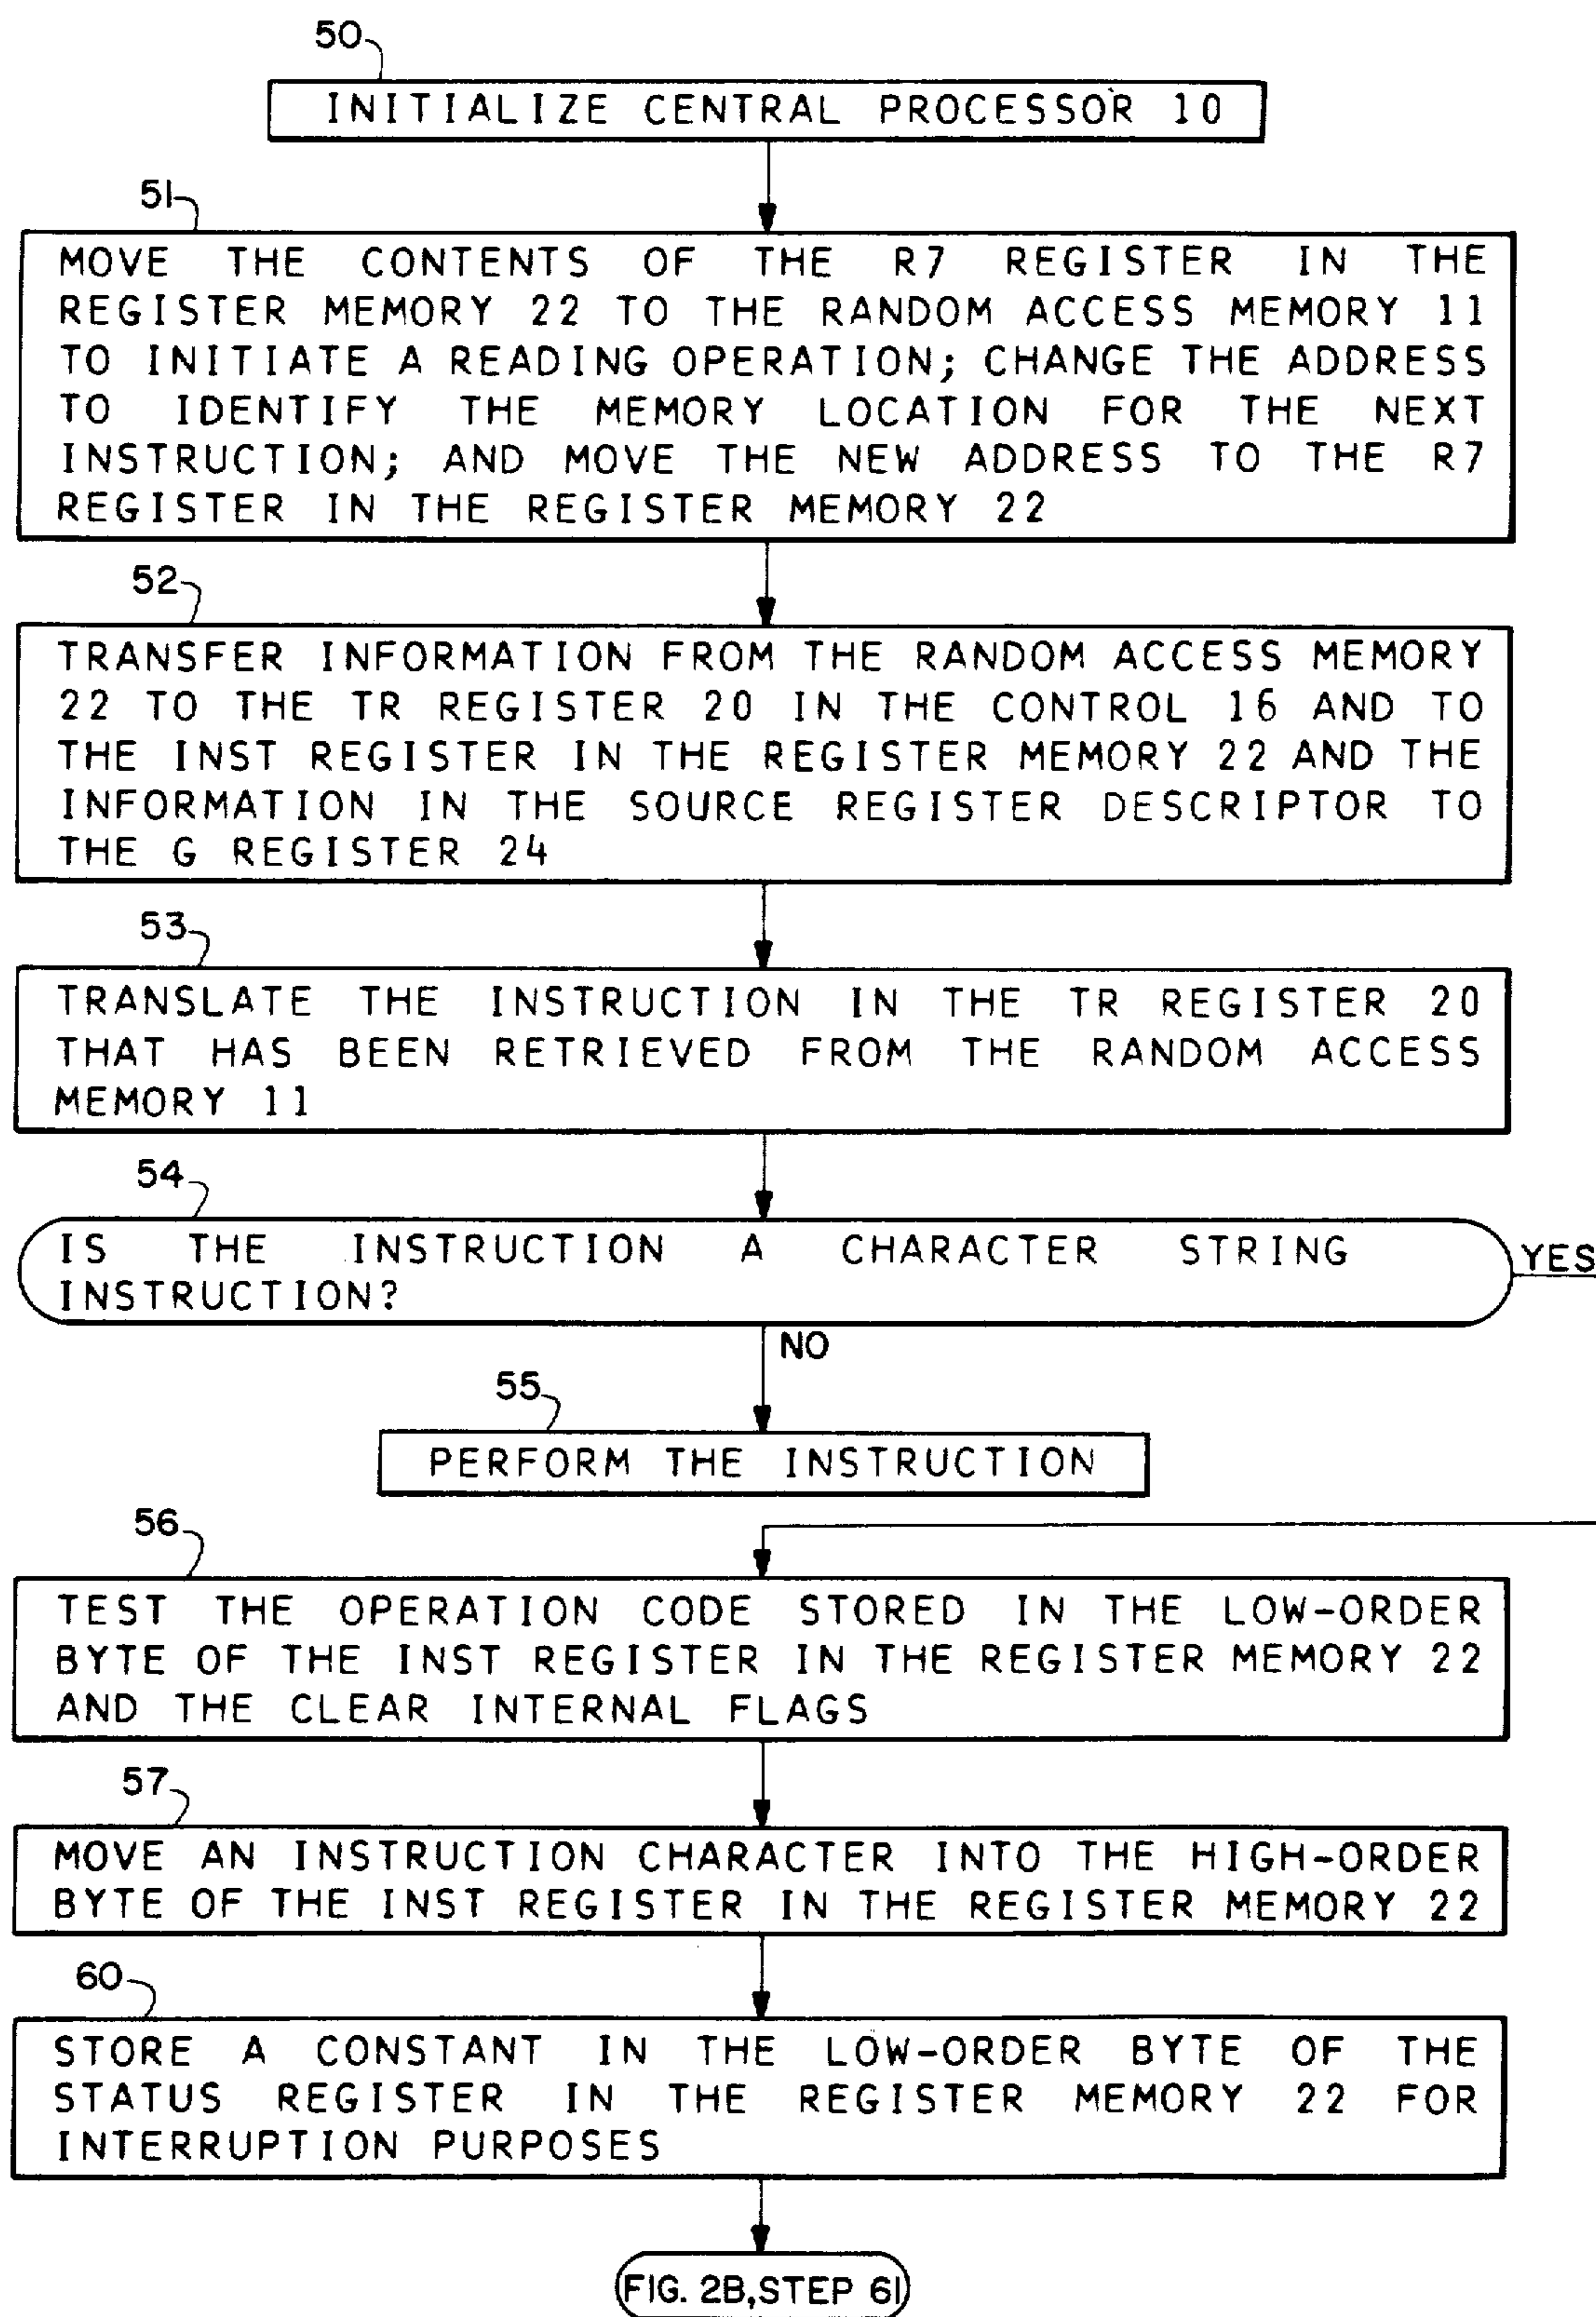 50
INITIALIZE CENTRAL PROCESSOR 10
51
MOVE THE CONTENTS OF THE R7 REGISTER IN THE
REGISTER MEMORY 22 TO THE RANDOM ACCESS MEMORY 11
TO INITIATE A READING OPERATION; CHANGE THE ADDRESS
TO IDENTIFY THE MEMORY LOCATION FOR THE NEXT
INSTRUCTION; AND MOVE THE NEW ADDRESS TO THE R7
REGISTER IN THE REGISTER MEMORY 22
52
TRANSFER INFORMATION FROM THE RANDOM ACCESS MEMORY
22 TO THE TR REGISTER 20 IN THE CONTROL 16 AND TO
THE INST REGISTER IN THE REGISTER MEMORY 22 AND THE
INFORMATION IN THE SOURCE REGISTER DESCRIPTOR TO
THE G REGISTER 24
53
TRANSLATE THE INSTRUCTION IN THE TR REGISTER 20
THAT HAS BEEN RETRIEVED FROM THE RANDOM ACCESS
MEMORY 11
54
IS THE INSTRUCTION A CHARACTER STRING
INSTRUCTION?
YES
NO
55
PERFORM THE INSTRUCTION
56
TEST THE OPERATION CODE STORED IN THE LOW-ORDER
BYTE OF THE INST REGISTER IN THE REGISTER MEMORY 22
AND THE CLEAR INTERNAL FLAGS
57
MOVE AN INSTRUCTION CHARACTER INTO THE HIGH-ORDER
BYTE OF THE INST REGISTER IN THE REGISTER MEMORY 22
60
STORE A CONSTANT IN THE LOW-ORDER BYTE OF THE
STATUS REGISTER IN THE REGISTER MEMORY 22 FOR
INTERRUPTION PURPOSES
FIG. 2B, STEP 61